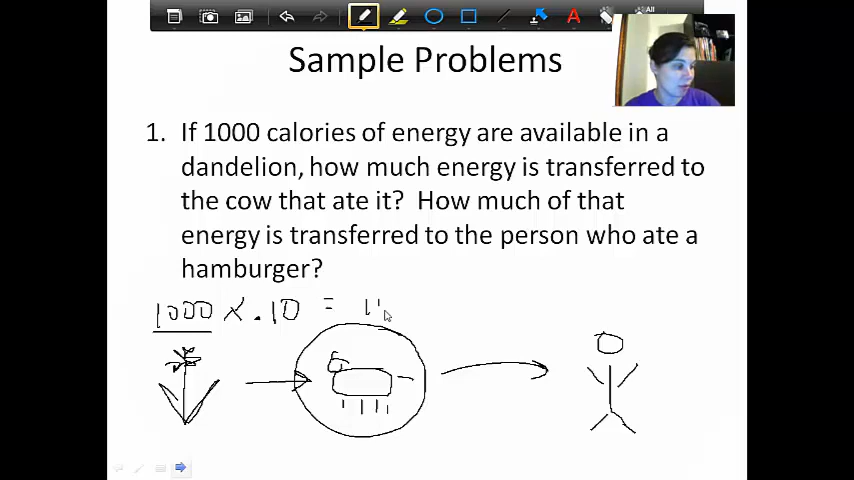 All
A
Sample Problems
1. If 1000 calories of energy are available in a
dandelion, how much energy is transferred to
the cow that ate it? How much of that
energy is transferred to the person who ate a
hamburger?
1000 × .10 =